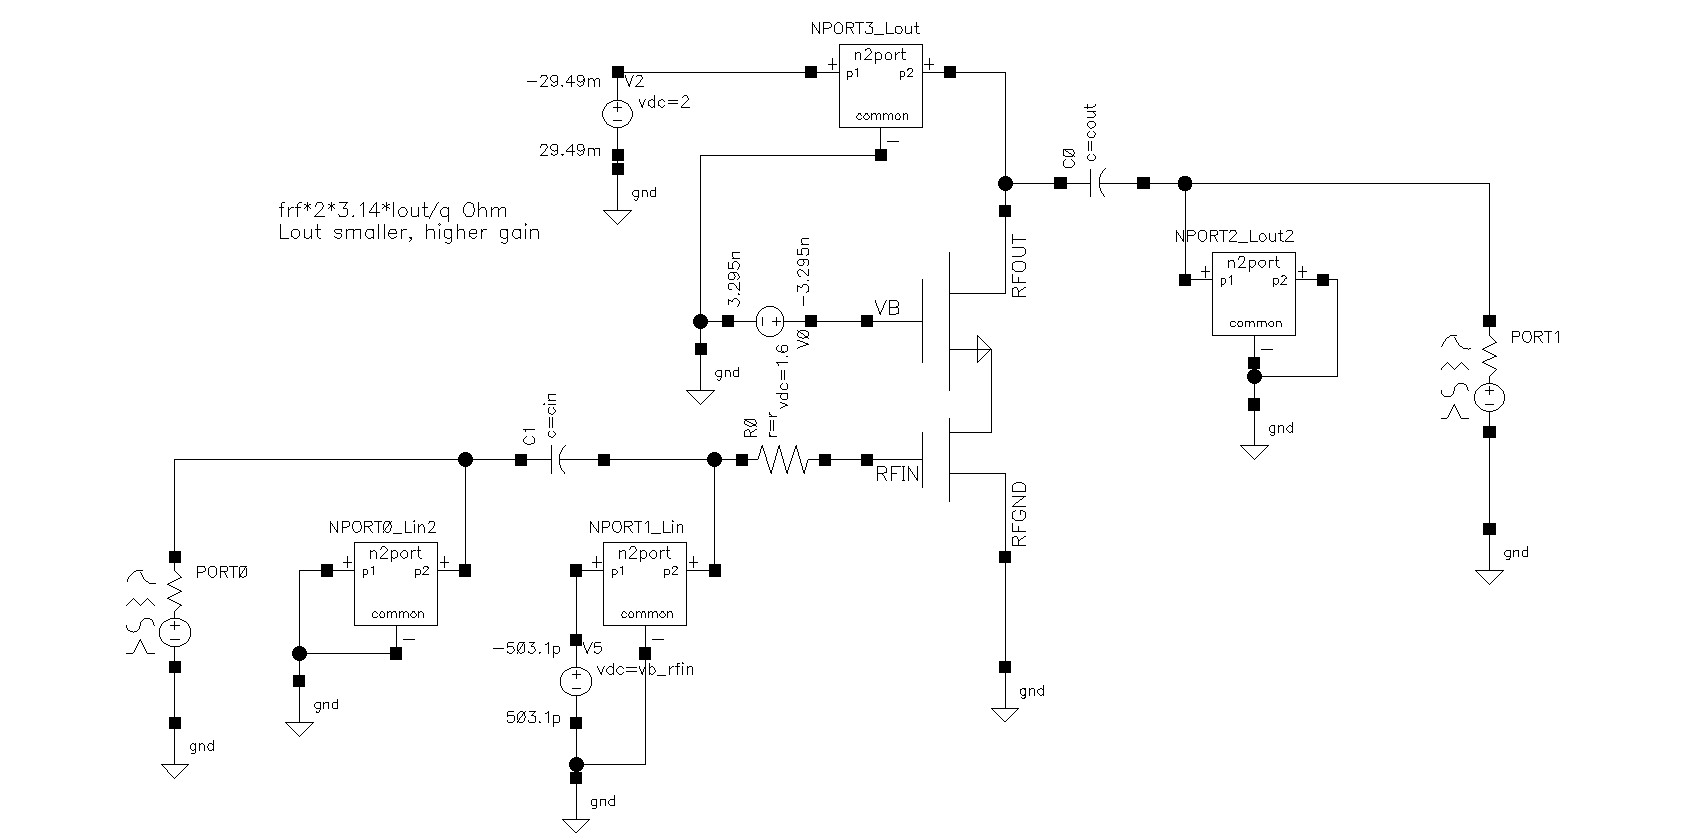 NPORT3_Lout
n2port
p1
p2
common
+
+
−
-29.49m
V2
vdc=2
+
−
29.49m
gnd
frf*2*3.14*lout/q Ohm
Lout smaller, higher gain
C0
c=cout
RFOUT
NPORT2_Lout2
n2port
p1
p2
common
+
+
−
gnd
PORT1
+
−
gnd
3.295n
-3.295n
VB
V0
vdc=1.6
+
−
gnd
C1
c=cin
R0
r=r
RFIN
RFGND
gnd
NPORT0_Lin2
n2port
p1
p2
common
+
+
−
gnd
NPORT1_Lin
n2port
p1
p2
common
+
+
−
-503.1p
V5
vdc=vb_rfin
+
−
503.1p
gnd
PORT0
+
−
gnd